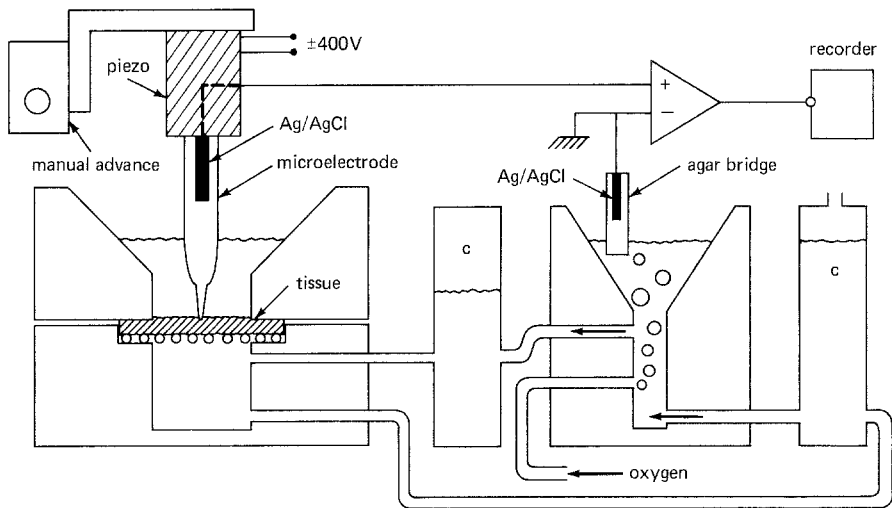 ±400V
recorder
piezo
+
−
Ag/AgCl
manual advance
microelectrode
Ag/AgCl
agar bridge
c
c
tissue
oxygen